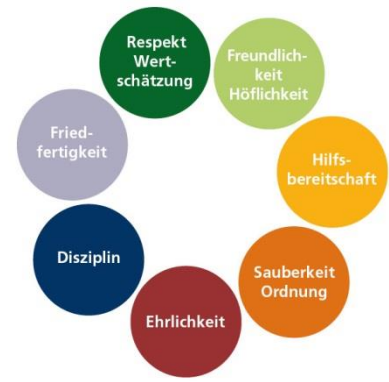 Respekt
Wert-
schätzung
Freundlich-
keit
Höflichkeit
Hilfs-
bereitschaft
Sauberkeit
Ordnung
Ehrlichkeit
Disziplin
Fried-
fertigkeit